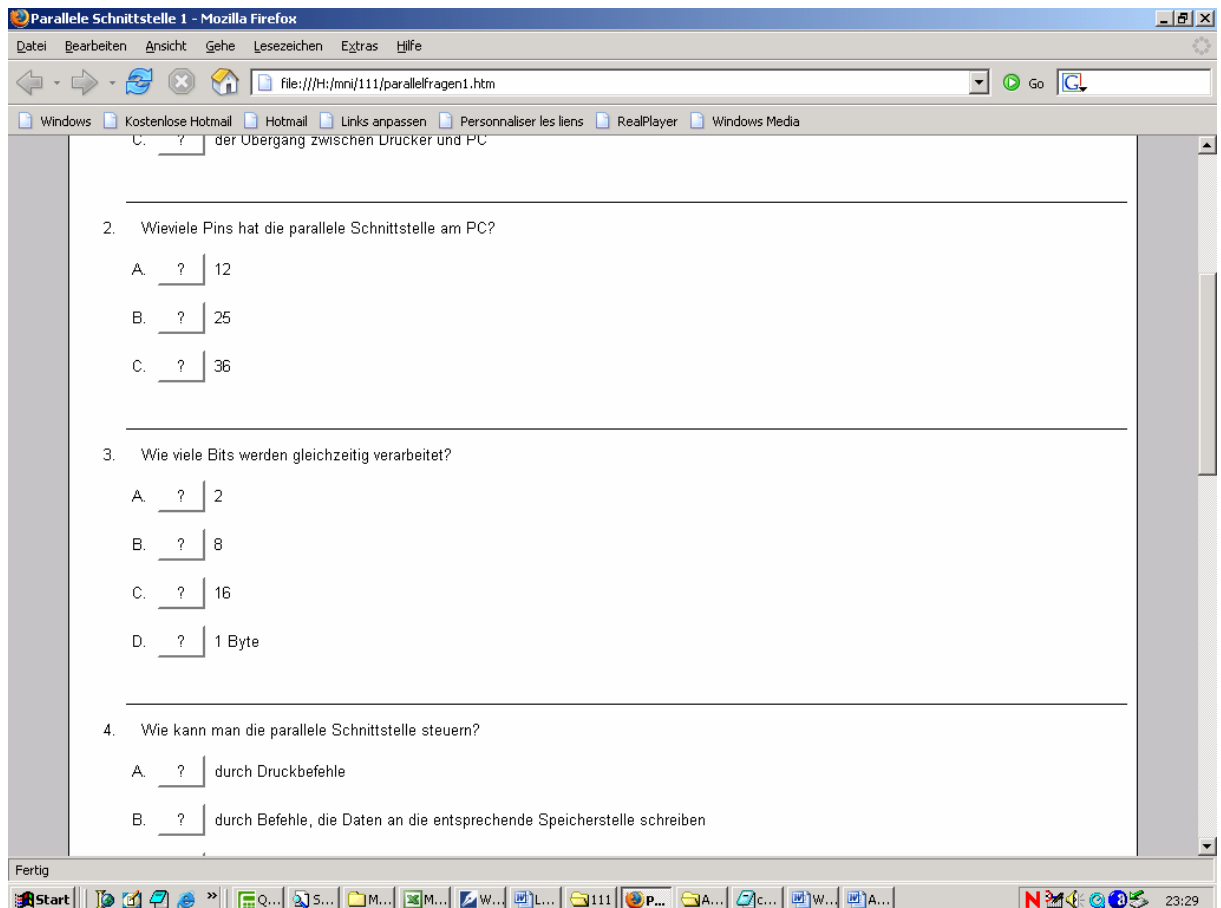 Parallele Schnittstelle 1 - Mozilla Firefox
Datei Bearbeiten Ansicht Gehe Lesezeichen Extras Hilfe
file:///H:/mni/111/parallelfragen1.htm Go G
Windows Kostenlose Hotmail Hotmail Links anpassen Personnaliser les liens RealPlayer Windows Media
C. ? der Übergang zwischen Drucker und PC
2. Wieviele Pins hat die parallele Schnittstelle am PC?
A. ? 12
B. ? 25
C. ? 36
3. Wie viele Bits werden gleichzeitig verarbeitet?
A. ? 2
B. ? 8
C. ? 16
D. ? 1 Byte
4. Wie kann man die parallele Schnittstelle steuern?
A. ? durch Druckbefehle
B. ? durch Befehle, die Daten an die entsprechende Speicherstelle schreiben
Fertig
Start » Q... S... M... M... W... L... 111 P... A... c... W... A... N 23:29